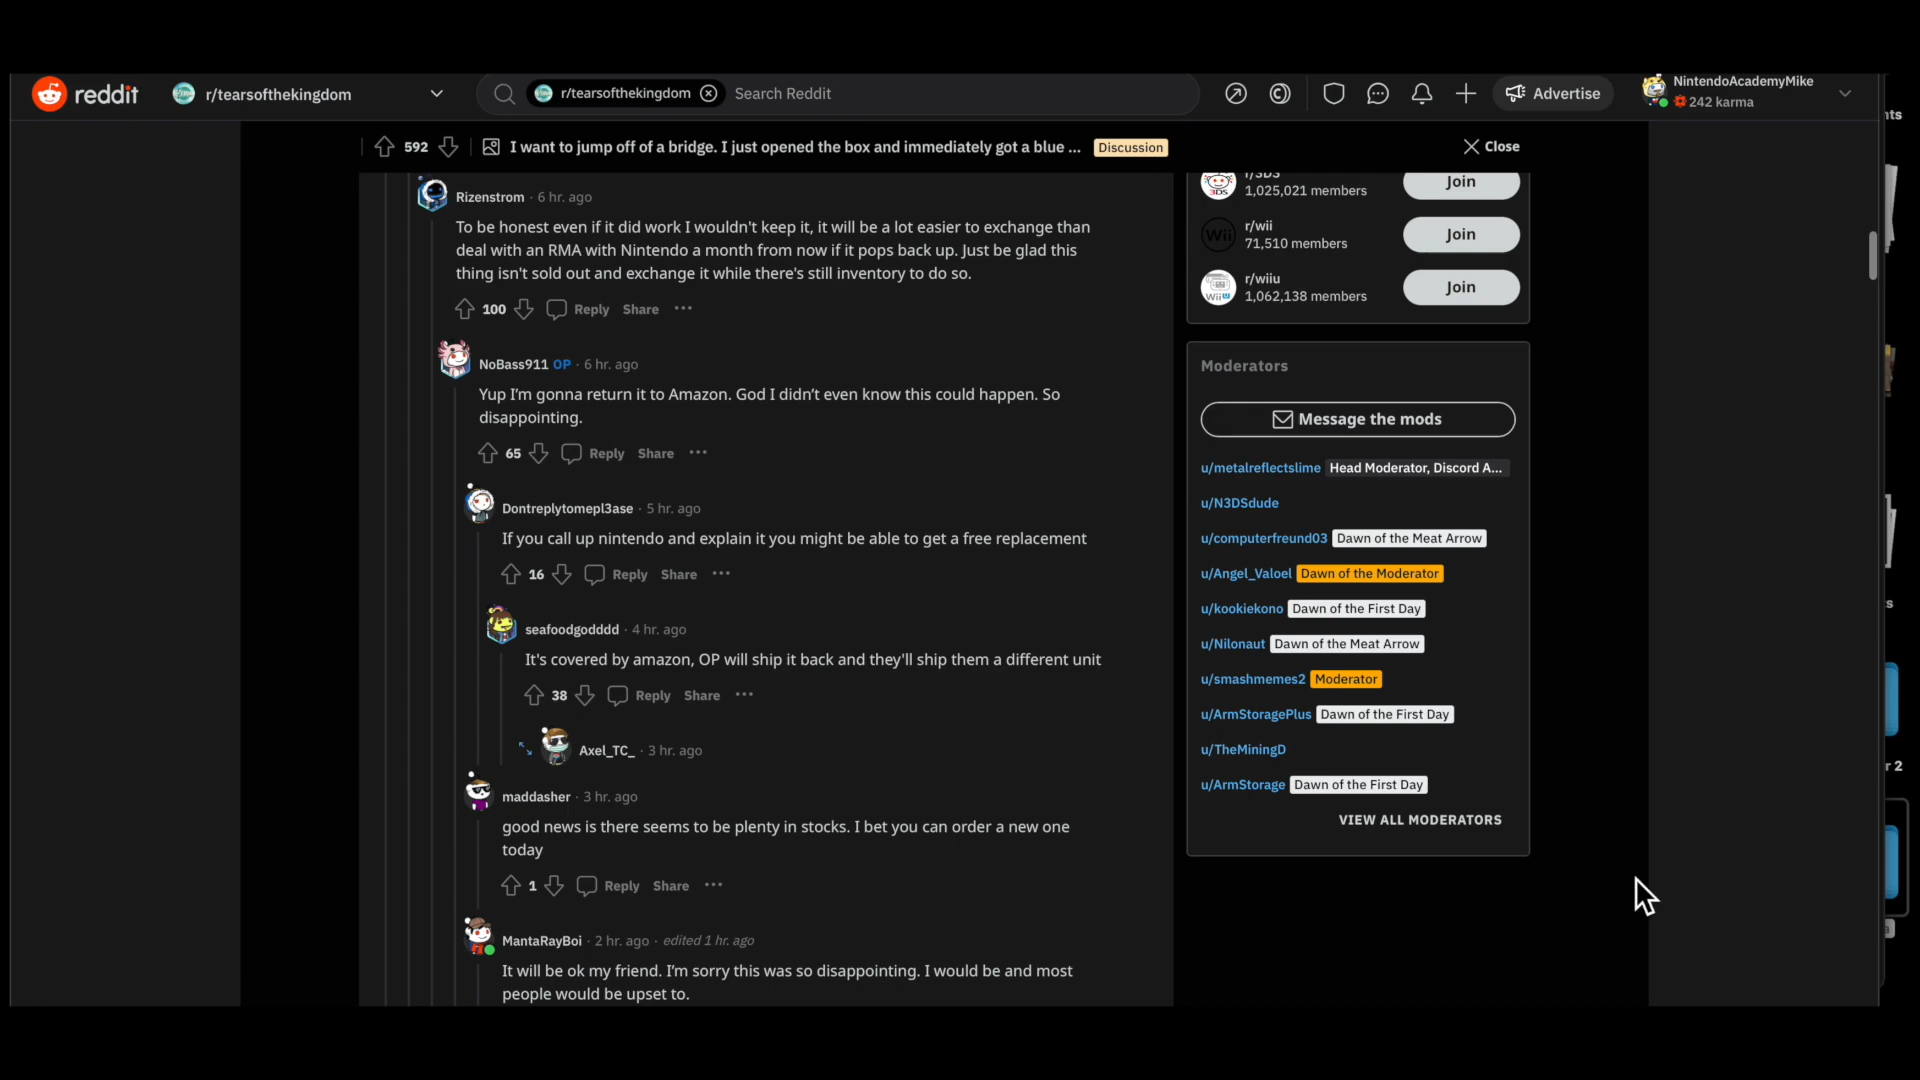 reddit
r/tearsofthekingdom
r/tearsofthekingdom
Search Reddit
Advertise
NintendoAcademyMike
242 karma
592
I want to jump off of a bridge. I just opened the box and immediately got a blue ...
Discussion
Close
Rizenstrom · 6 hr. ago
To be honest even if it did work I wouldn't keep it, it will be a lot easier to exchange than
deal with an RMA with Nintendo a month from now if it pops back up. Just be glad this
thing isn't sold out and exchange it while there's still inventory to do so.
100 Reply Share ...
NoBass911 OP · 6 hr. ago
Yup I’m gonna return it to Amazon. God I didn’t even know this could happen. So
disappointing.
65 Reply Share ...
Dontreplytomepl3ase · 5 hr. ago
If you call up nintendo and explain it you might be able to get a free replacement
16 Reply Share ...
seafoodgodddd · 4 hr. ago
It's covered by amazon, OP will ship it back and they'll ship them a different unit
38 Reply Share ...
Axel_TC_ · 3 hr. ago
maddasher · 3 hr. ago
good news is there seems to be plenty in stocks. I bet you can order a new one
today
1 Reply Share ...
MantaRayBoi · 2 hr. ago · edited 1 hr. ago
It will be ok my friend. I’m sorry this was so disappointing. I would be and most
people would be upset to.
r/3DS
3DS
1,025,021 members
Join
Wii
r/wii
71,510 members
Join
WiiU
r/wiiu
1,062,138 members
Join
Moderators
Message the mods
u/metalreflectslime Head Moderator, Discord A...
u/N3DSdude
u/computerfreund03 Dawn of the Meat Arrow
u/Angel_Valoel Dawn of the Moderator
u/kookiekono Dawn of the First Day
u/Nilonaut Dawn of the Meat Arrow
u/smashmemes2 Moderator
u/ArmStoragePlus Dawn of the First Day
u/TheMiningD
u/ArmStorage Dawn of the First Day
VIEW ALL MODERATORS